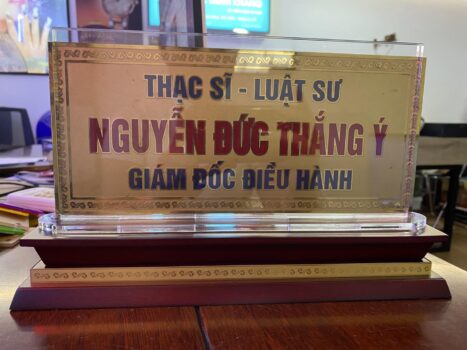 THẠC SĨ - LUẬT SƯ
NGUYỄN ĐỨC THẮNG Ý
GIÁM ĐỐC ĐIỀU HÀNH